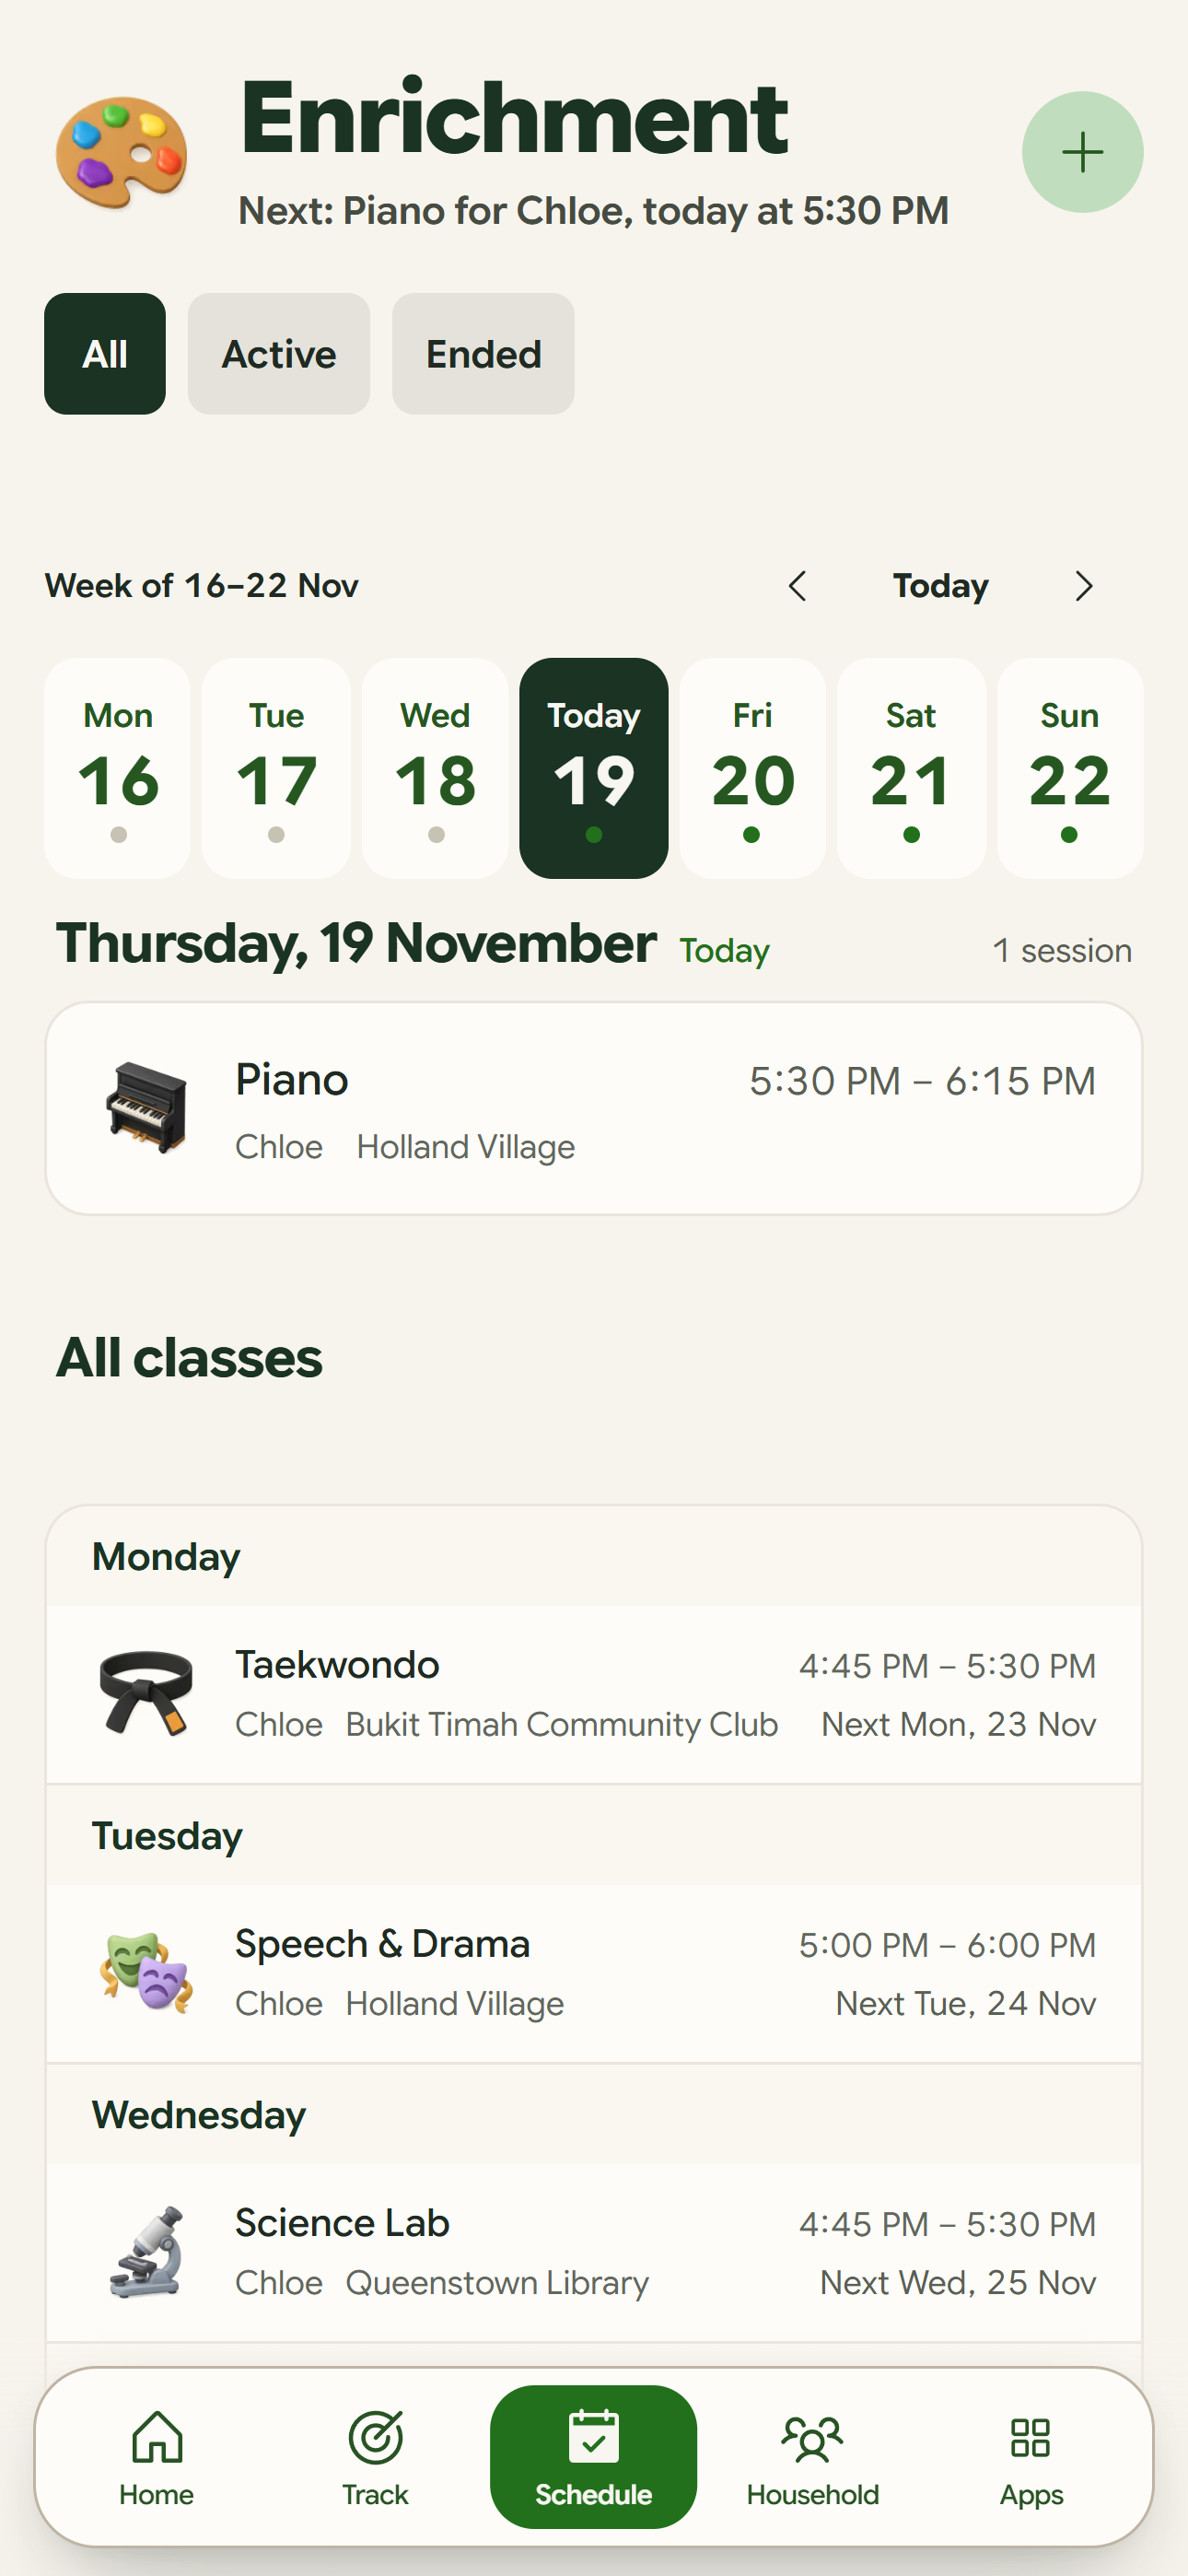 Enrichment
Next: Piano for Chloe, today at 5:30 PM
All Active Ended
Week of 16–22 Nov Today
Mon Tue Wed Today Fri Sat Sun
16 17 18 19 20 21 22
Thursday, 19 November Today 1 session
Piano 5:30 PM – 6:15 PM
Chloe Holland Village
All classes
Monday
Taekwondo 4:45 PM – 5:30 PM
Chloe Bukit Timah Community Club Next Mon, 23 Nov
Tuesday
Speech & Drama 5:00 PM – 6:00 PM
Chloe Holland Village Next Tue, 24 Nov
Wednesday
Science Lab 4:45 PM – 5:30 PM
Chloe Queenstown Library Next Wed, 25 Nov
Home Track Schedule Household Apps